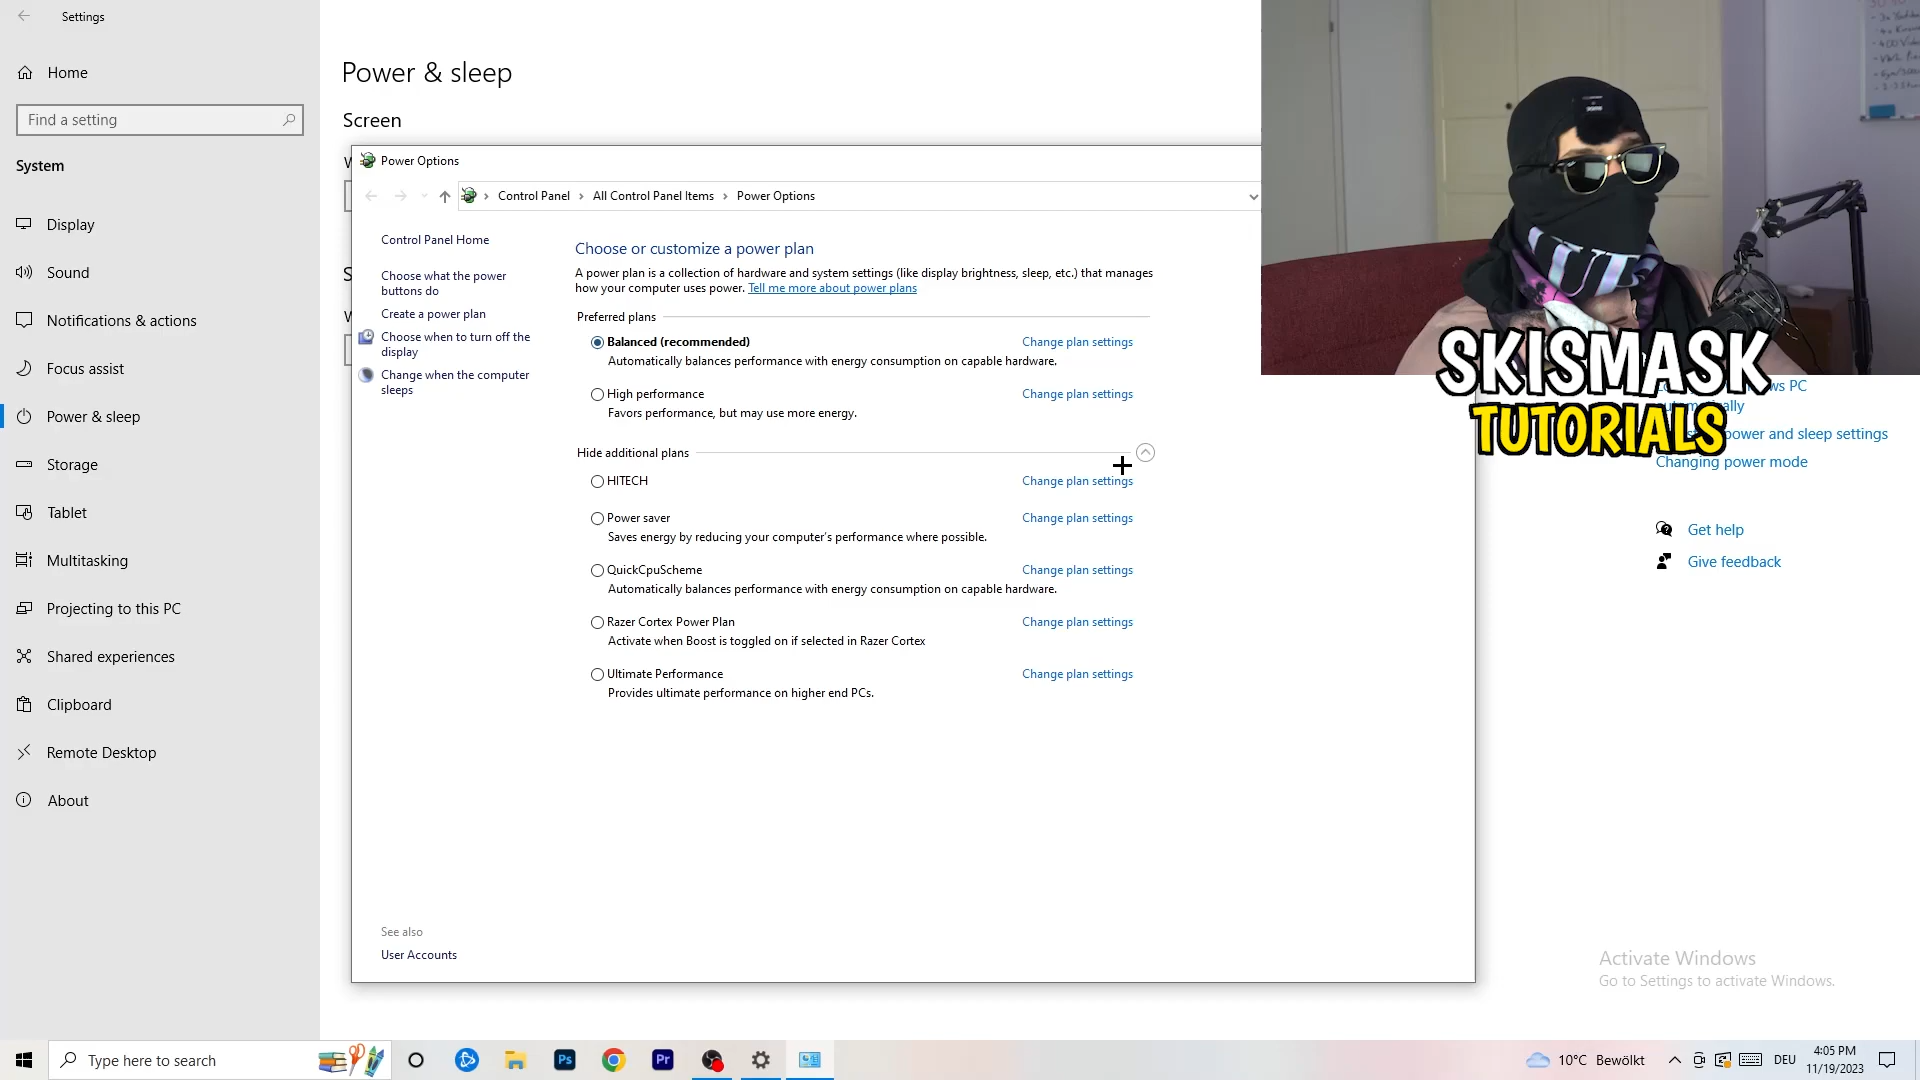 Settings
Home
Find a setting
System
Display
Sound
Notifications & actions
Focus assist
Power & sleep
Storage
Tablet
Multitasking
Projecting to this PC
Shared experiences
Clipboard
Remote Desktop
About
Power & sleep
Screen
Power Options
Control Panel
All Control Panel Items
Power Options
Control Panel Home
Choose what the power
buttons do
Create a power plan
Choose when to turn off the
display
Change when the computer
sleeps
See also
User Accounts
Choose or customize a power plan
A power plan is a collection of hardware and system settings (like display brightness, sleep, etc.) that manages
how your computer uses power. Tell me more about power plans
Preferred plans
Balanced (recommended) Change plan settings
Automatically balances performance with energy consumption on capable hardware.
High performance Change plan settings
Favors performance, but may use more energy.
Hide additional plans
HITECH Change plan settings
Power saver Change plan settings
Saves energy by reducing your computer's performance where possible.
QuickCpuScheme Change plan settings
Automatically balances performance with energy consumption on capable hardware.
Razer Cortex Power Plan Change plan settings
Activate when Boost is toggled on if selected in Razer Cortex
Ultimate Performance Change plan settings
Provides ultimate performance on higher end PCs.
SKISMASK
TUTORIALS
PC
power and sleep settings
Changing power mode
Get help
Give feedback
Activate Windows
Go to Settings to activate Windows.
Type here to search
Ps
Pr
10°C Bewölkt
DEU
4:05 PM
11/19/2023